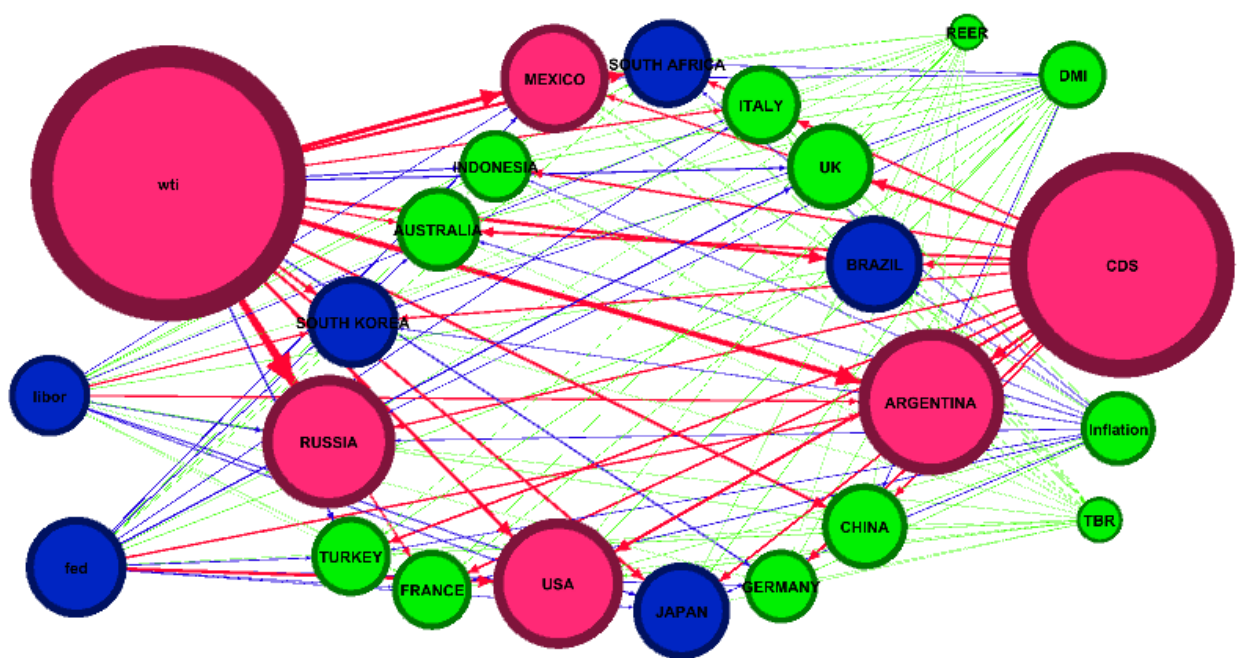 REER
SOUTH AFRICA
DMI
MEXICO
ITALY
INDONESIA
UK
wti
AUSTRALIA
BRAZIL
CDS
SOUTH KOREA
libor
ARGENTINA
Inflation
RUSSIA
TBR
CHINA
TURKEY
fed
FRANCE
USA
GERMANY
JAPAN